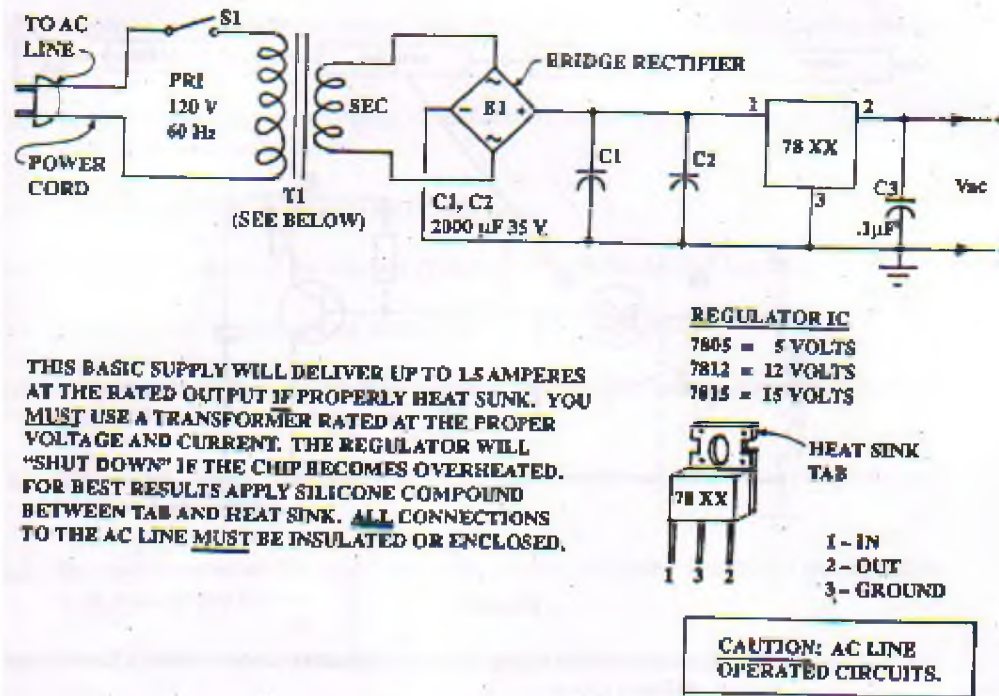 TO AC
LINE
S1
PRI
120 V
60 Hz
SEC
POWER
CORD
T1
(SEE BELOW)
BRIDGE RECTIFIER
~
- B1 +
~
C1, C2
2000 µF 35 V
C1
C2
1
2
78 XX
3
C3
.1µF
REGULATOR IC
7805 = 5 VOLTS
7812 = 12 VOLTS
7815 = 15 VOLTS
THIS BASIC SUPPLY WILL DELIVER UP TO 1.5 AMPERES
AT THE RATED OUTPUT IF PROPERLY HEAT SUNK. YOU
MUST USE A TRANSFORMER RATED AT THE PROPER
VOLTAGE AND CURRENT. THE REGULATOR WILL
"SHUT DOWN" IF THE CHIP BECOMES OVERHEATED.
FOR BEST RESULTS APPLY SILICONE COMPOUND
BETWEEN TAB AND HEAT SINK. ALL CONNECTIONS
TO THE AC LINE MUST BE INSULATED OR ENCLOSED.
HEAT SINK
TAB
78 XX
1 3 2
1 - IN
2 - OUT
3 - GROUND
CAUTION: AC LINE
OPERATED CIRCUITS.